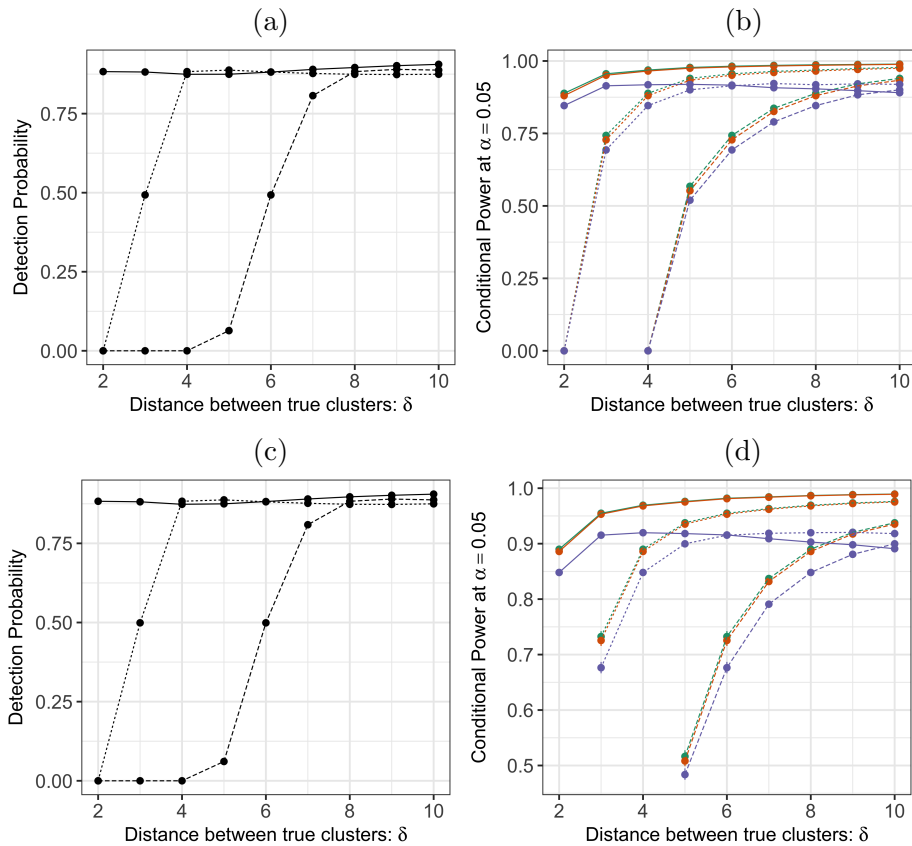 (a)
(b)
Detection Probability
0.75
0.50
0.25
0.00
2 4 6 8 10
Distance between true clusters: δ
Conditional Power at α = 0.05
1.00
0.75
0.50
0.25
0.00
2 4 6 8 10
Distance between true clusters: δ
(c)
(d)
Detection Probability
0.75
0.50
0.25
0.00
2 4 6 8 10
Distance between true clusters: δ
Conditional Power at α = 0.05
1.0
0.9
0.8
0.7
0.6
0.5
2 4 6 8 10
Distance between true clusters: δ